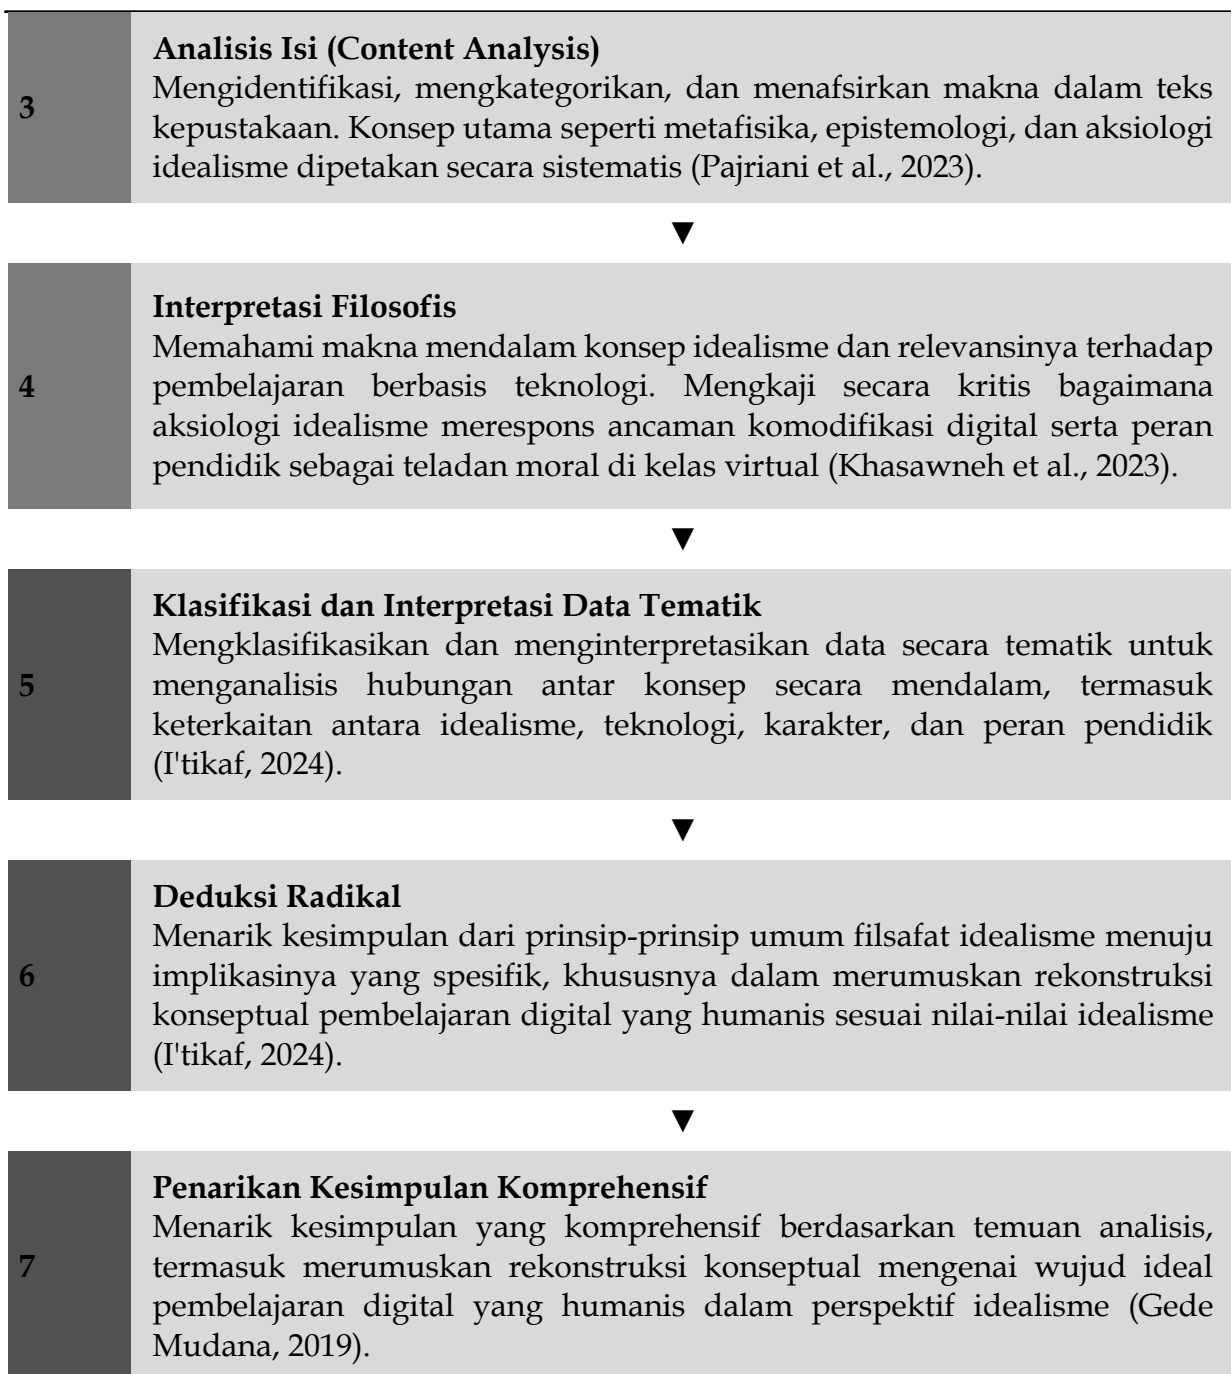 Analisis Isi (Content Analysis)
3
Mengidentifikasi, mengkategorikan, dan menafsirkan makna dalam teks
kepustakaan. Konsep utama seperti metafisika, epistemologi, dan aksiologi
idealisme dipetakan secara sistematis (Pajriani et al., 2023).
▼
Interpretasi Filosofis
4
Memahami makna mendalam konsep idealisme dan relevansinya terhadap
pembelajaran berbasis teknologi. Mengkaji secara kritis bagaimana
aksiologi idealisme merespons ancaman komodifikasi digital serta peran
pendidik sebagai teladan moral di kelas virtual (Khasawneh et al., 2023).
▼
Klasifikasi dan Interpretasi Data Tematik
5
Mengklasifikasikan dan menginterpretasikan data secara tematik untuk
menganalisis hubungan antar konsep secara mendalam, termasuk
keterkaitan antara idealisme, teknologi, karakter, dan peran pendidik
(I'tikaf, 2024).
▼
Deduksi Radikal
6
Menarik kesimpulan dari prinsip-prinsip umum filsafat idealisme menuju
implikasinya yang spesifik, khususnya dalam merumuskan rekonstruksi
konseptual pembelajaran digital yang humanis sesuai nilai-nilai idealisme
(I'tikaf, 2024).
▼
Penarikan Kesimpulan Komprehensif
7
Menarik kesimpulan yang komprehensif berdasarkan temuan analisis,
termasuk merumuskan rekonstruksi konseptual mengenai wujud ideal
pembelajaran digital yang humanis dalam perspektif idealisme (Gede
Mudana, 2019).